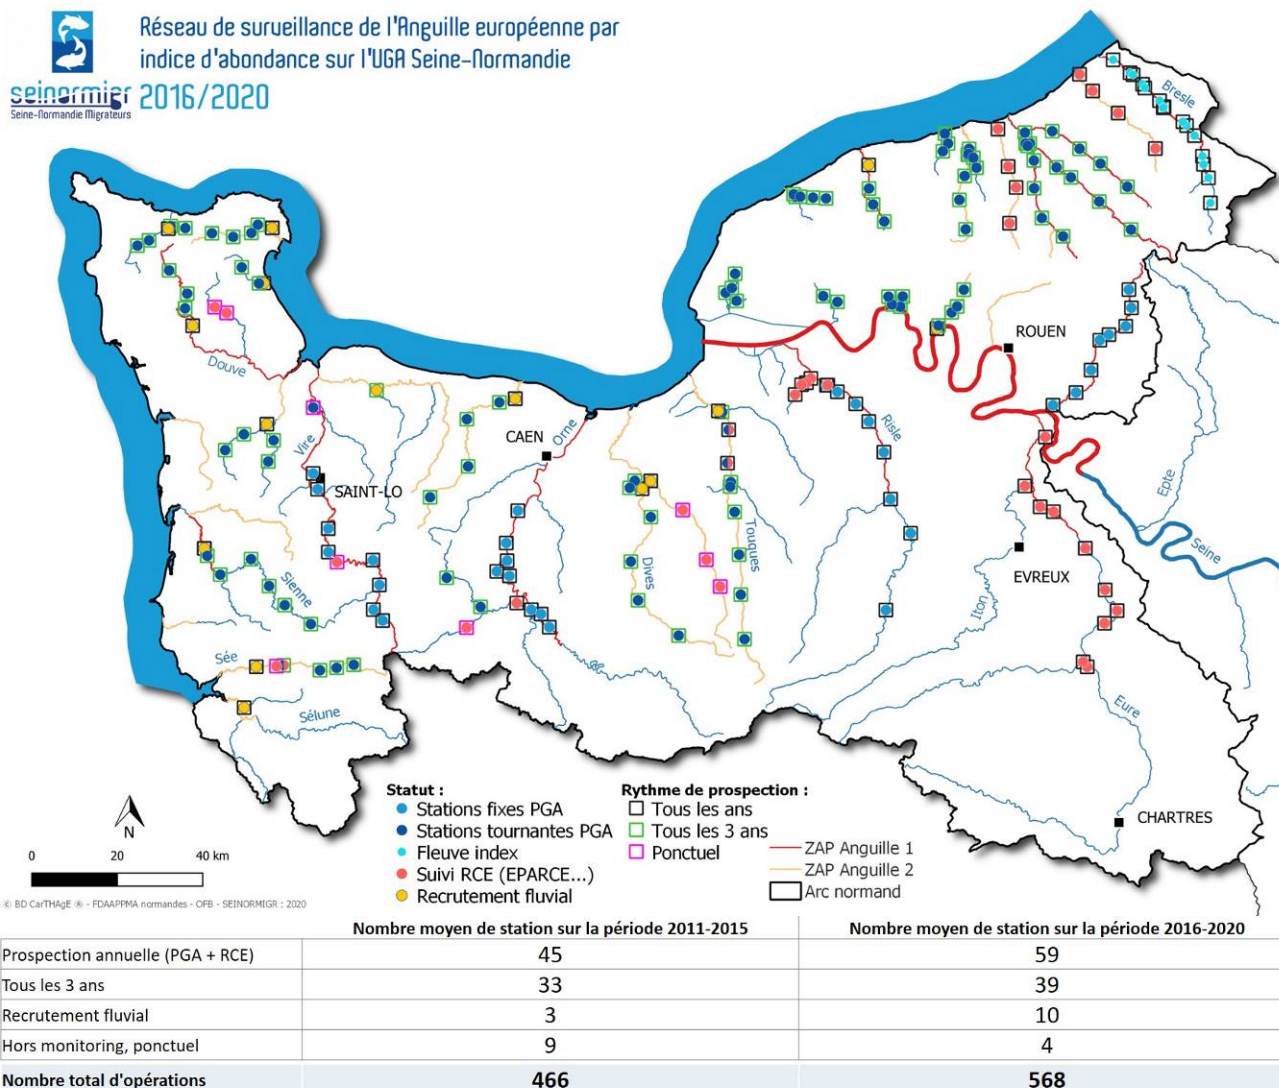 Réseau de surveillance de l'Anguille européenne par
indice d'abondance sur l'UGA Seine-Normandie
seinormigr 2016/2020
Seine-Normandie Migrateurs
Bresle
ROUEN
Douve
CAEN
Orne
Risle
Vire
SAINT-LO
Epte
Touques
Seine
Dives
EVREUX
Sienne
Iton
Sée
Sélune
Eure
CHARTRES
N
0 20 40 km
Statut :
Stations fixes PGA
Stations tournantes PGA
Fleuve index
Suivi RCE (EPARCE...)
Recrutement fluvial
Rythme de prospection :
Tous les ans
Tous les 3 ans
Ponctuel
ZAP Anguille 1
ZAP Anguille 2
Arc normand
© BD CarTHAgE ® - FDAAPPMA normandes - OFB - SEINORMIGR : 2020
Nombre moyen de station sur la période 2011-2015 Nombre moyen de station sur la période 2016-2020
Prospection annuelle (PGA + RCE) 45 59
Tous les 3 ans 33 39
Recrutement fluvial 3 10
Hors monitoring, ponctuel 9 4
Nombre total d'opérations 466 568